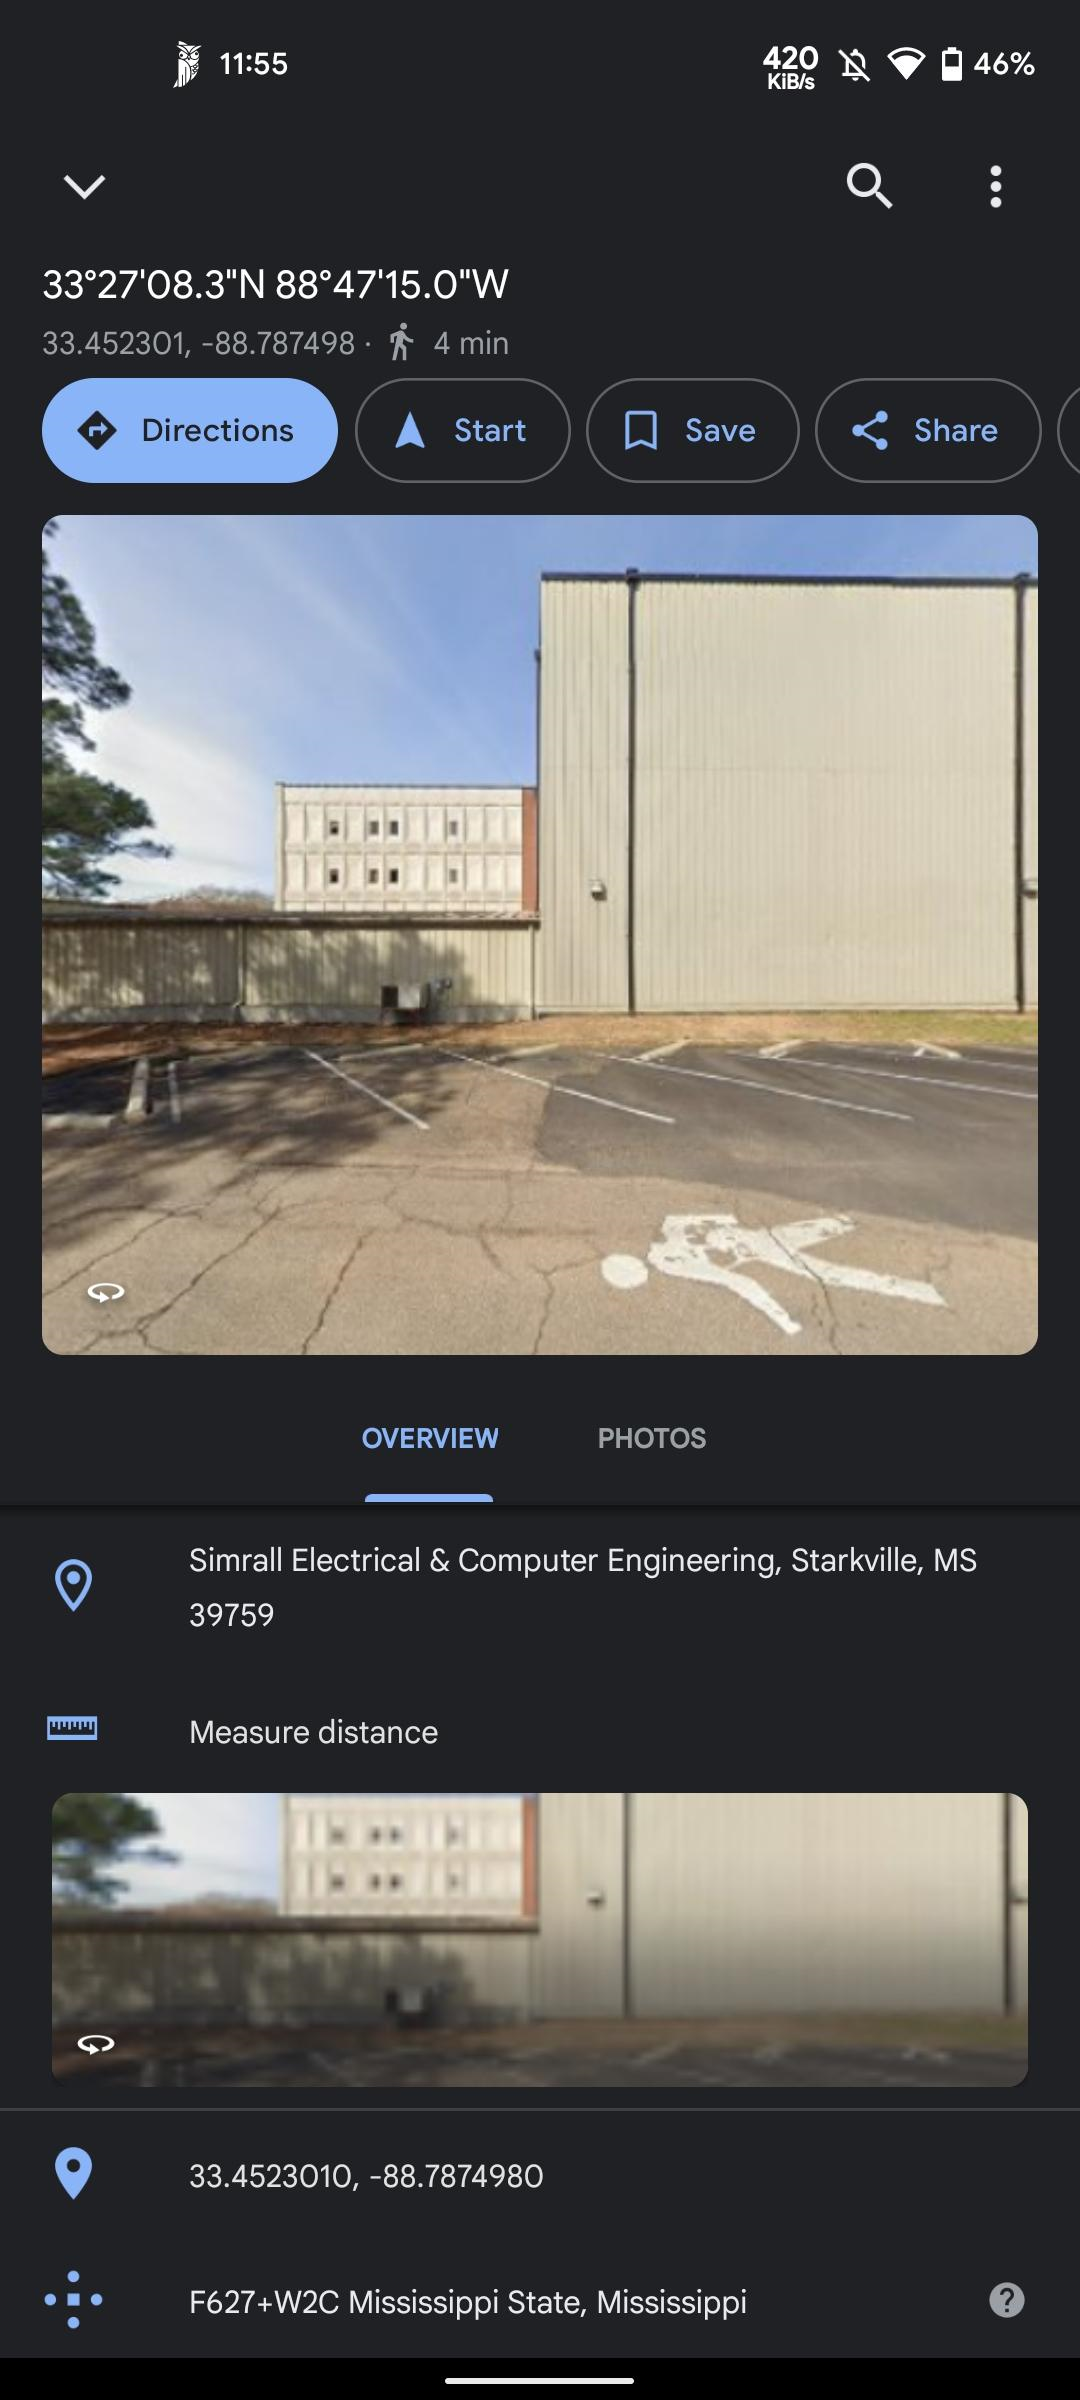 11:55
420
KiB/s
46%
33°27'08.3"N 88°47'15.0"W
33.452301, -88.787498 · 4 min
Directions
Start
Save
Share
OVERVIEW
PHOTOS
Simrall Electrical & Computer Engineering, Starkville, MS
39759
Measure distance
33.4523010, -88.7874980
F627+W2C Mississippi State, Mississippi
?